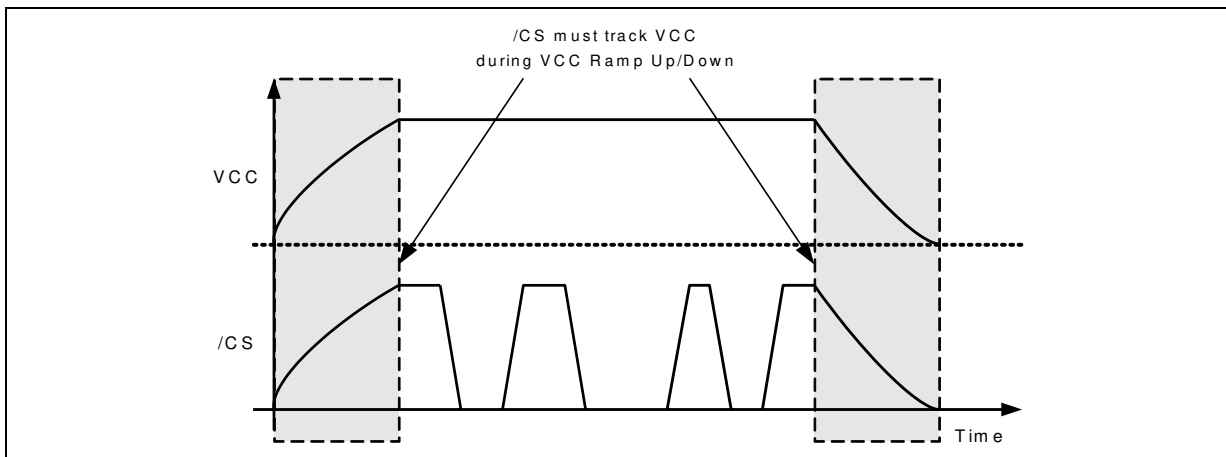 /CS must track VCC
during VCC Ramp Up/Down
VCC
/CS
Time